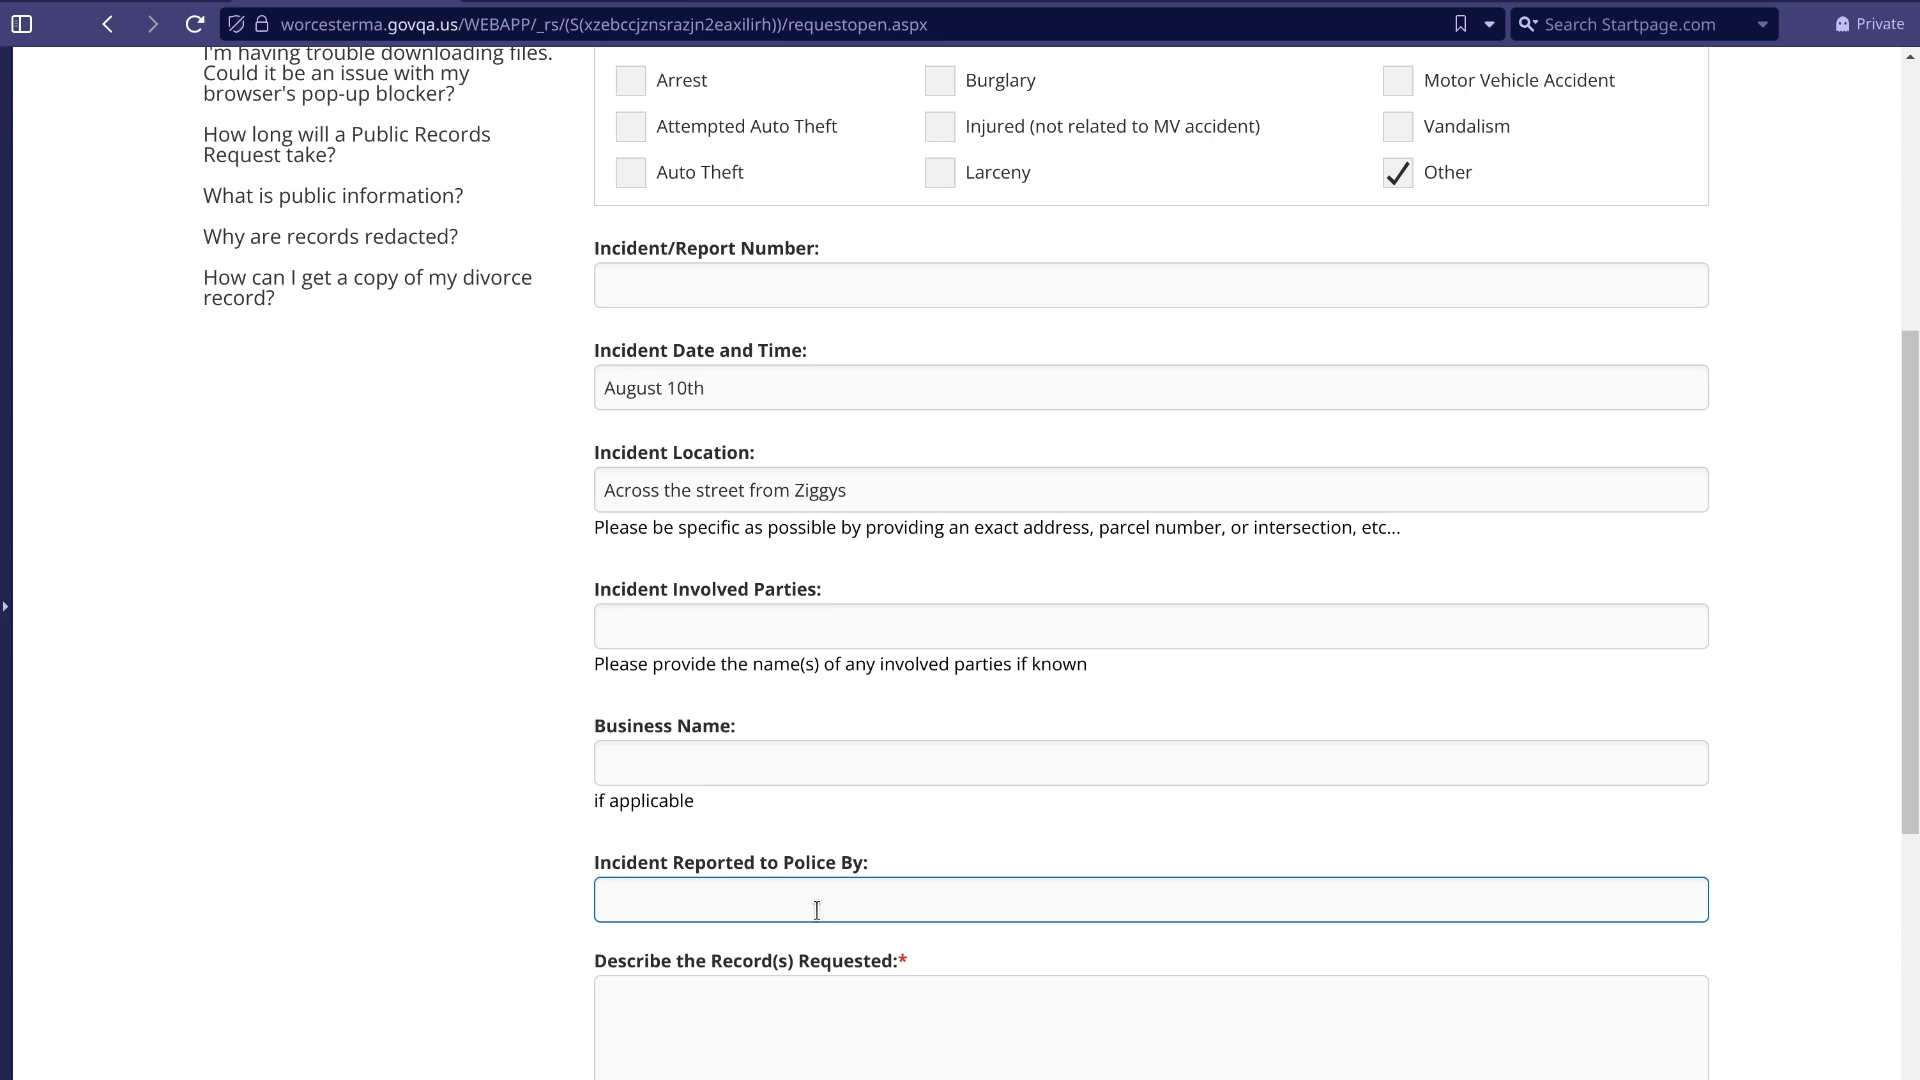 worcesterma.govqa.us/WEBAPP/_rs/(S(xzebccjznsrazjn2eaxilirh))/requestopen.aspx
Search Startpage.com
Private
I'm having trouble downloading files.
Could it be an issue with my
browser's pop-up blocker?
How long will a Public Records
Request take?
What is public information?
Why are records redacted?
How can I get a copy of my divorce
record?
Arrest
Burglary
Motor Vehicle Accident
Attempted Auto Theft
Injured (not related to MV accident)
Vandalism
Auto Theft
Larceny
Other
Incident/Report Number:
Incident Date and Time:
August 10th
Incident Location:
Across the street from Ziggys
Please be specific as possible by providing an exact address, parcel number, or intersection, etc...
Incident Involved Parties:
Please provide the name(s) of any involved parties if known
Business Name:
if applicable
Incident Reported to Police By:
Describe the Record(s) Requested:*